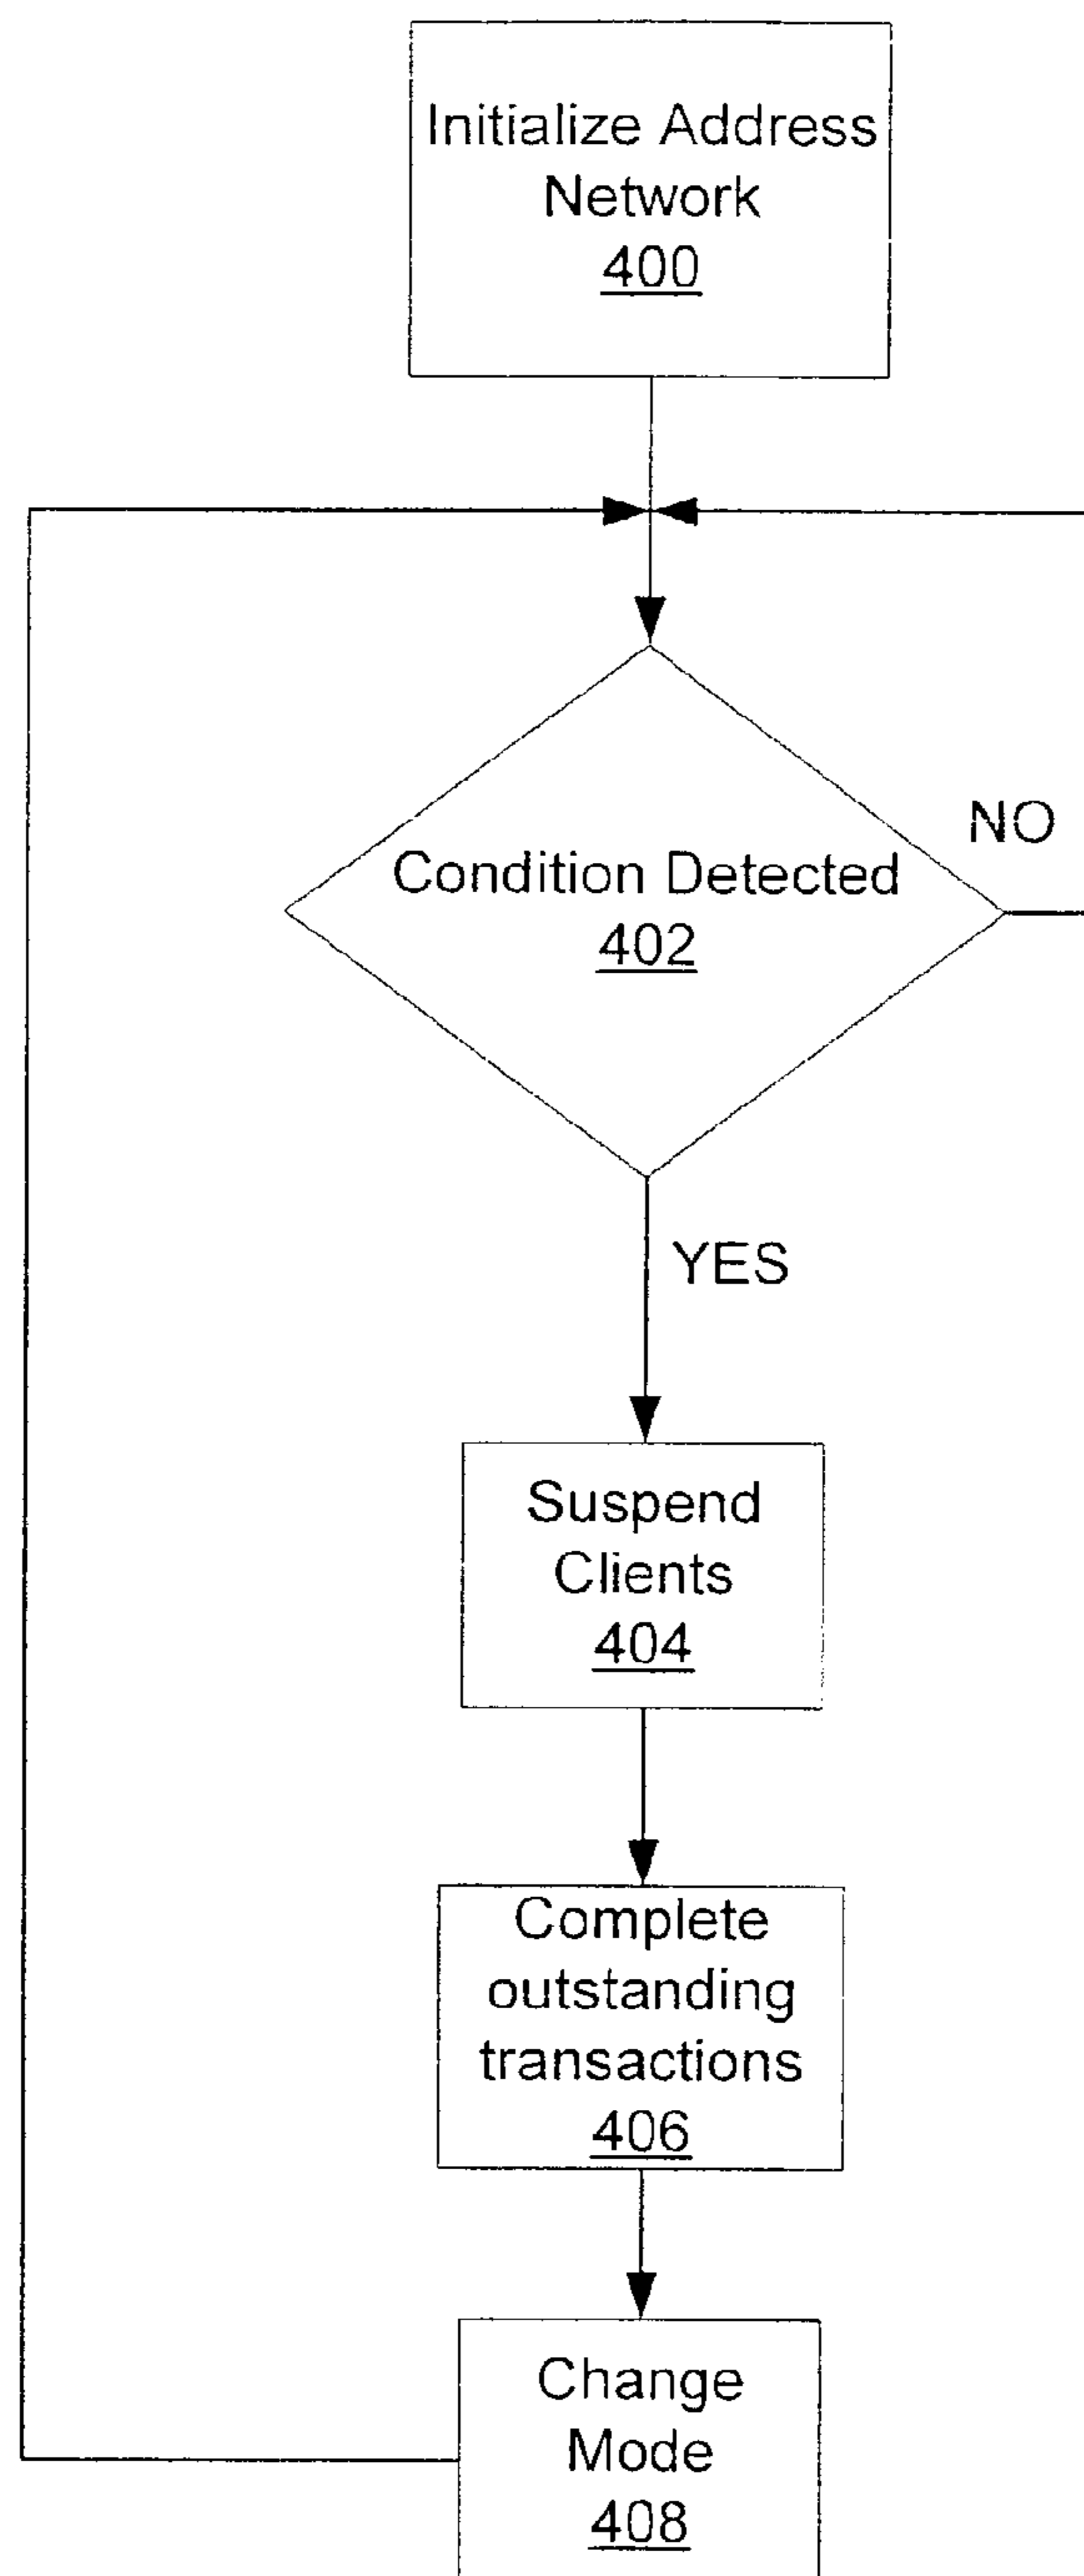 Initialize Address
Network
400
NO
Condition Detected
402
YES
Suspend
Clients
404
Complete
outstanding
transactions
406
Change
Mode
408